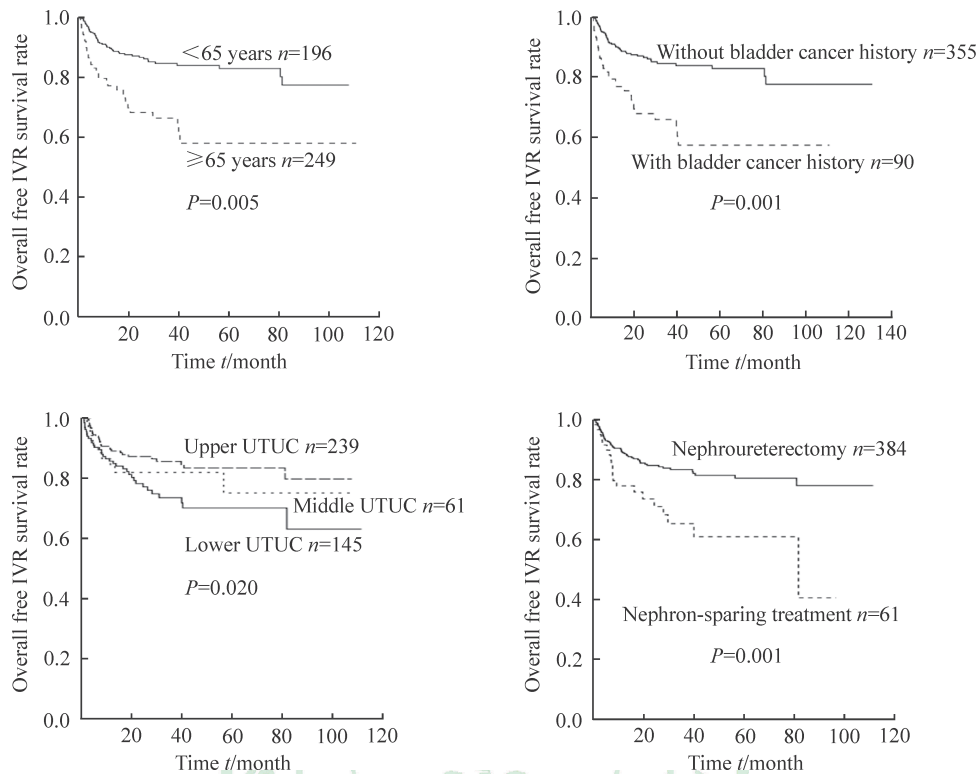 1.0
0.8
0.6
0.4
0.2
0.0
Overall free IVR survival rate
<65 years n=196
≥65 years n=249
P=0.005
20 40 60 80 100 120
Time t/month
1.0
0.8
0.6
0.4
0.2
0.0
Overall free IVR survival rate
Without bladder cancer history n=355
With bladder cancer history n=90
P=0.001
20 40 60 80 100 120 140
Time t/month
1.0
0.8
0.6
0.4
0.2
0.0
Overall free IVR survival rate
Upper UTUC n=239
Middle UTUC n=61
Lower UTUC n=145
P=0.020
20 40 60 80 100 120
Time t/month
1.0
0.8
0.6
0.4
0.2
0.0
Overall free IVR survival rate
Nephroureterectomy n=384
Nephron-sparing treatment n=61
P=0.001
20 40 60 80 100 120
Time t/month